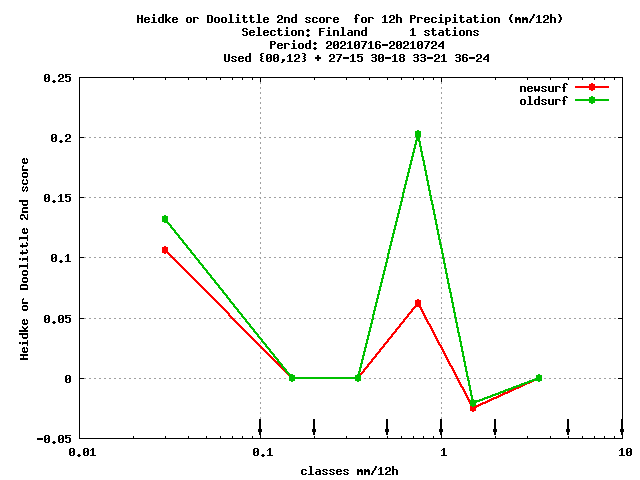 Heidke or Doolittle 2nd score  for 12h Precipitation (mm/12h)
Selection: Finland      1 stations
Period: 20210716-20210724
Used {00,12} + 27-15 30-18 33-21 36-24
newsurf
oldsurf
0.25
0.2
0.15
0.1
0.05
0
-0.05
Heidke or Doolittle 2nd score
0.01 0.1 1 10
classes mm/12h